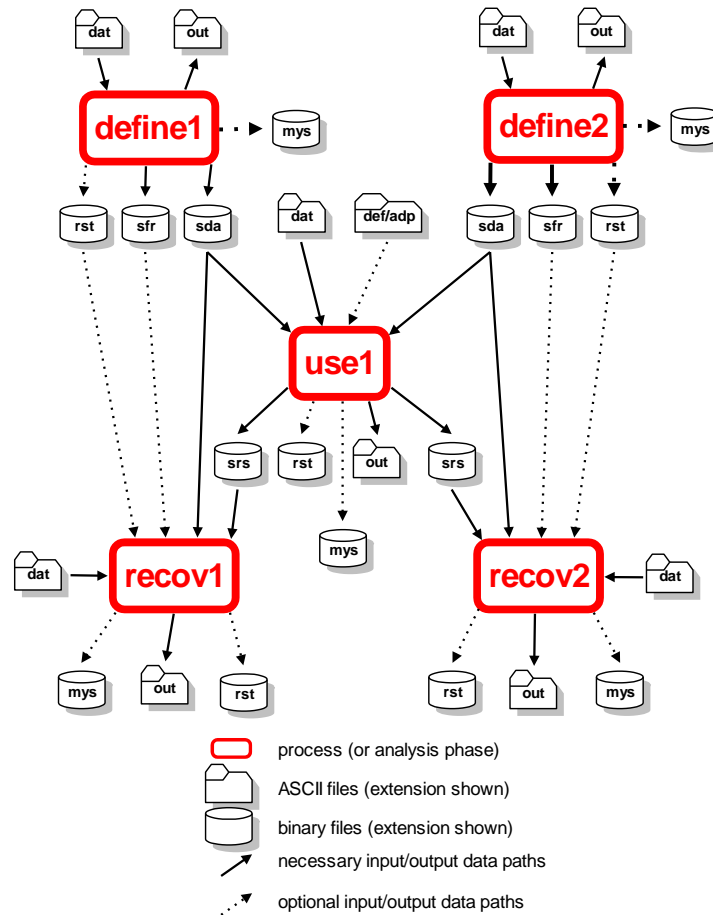 dat
out
dat
out
define1
mys
define2
mys
rst
sfr
sda
dat
def/adp
sda
sfr
rst
use1
srs
rst
out
srs
mys
dat
recov1
recov2
dat
mys
out
rst
rst
out
mys
process (or analysis phase)
ASCII files (extension shown)
binary files (extension shown)
necessary input/output data paths
optional input/output data paths